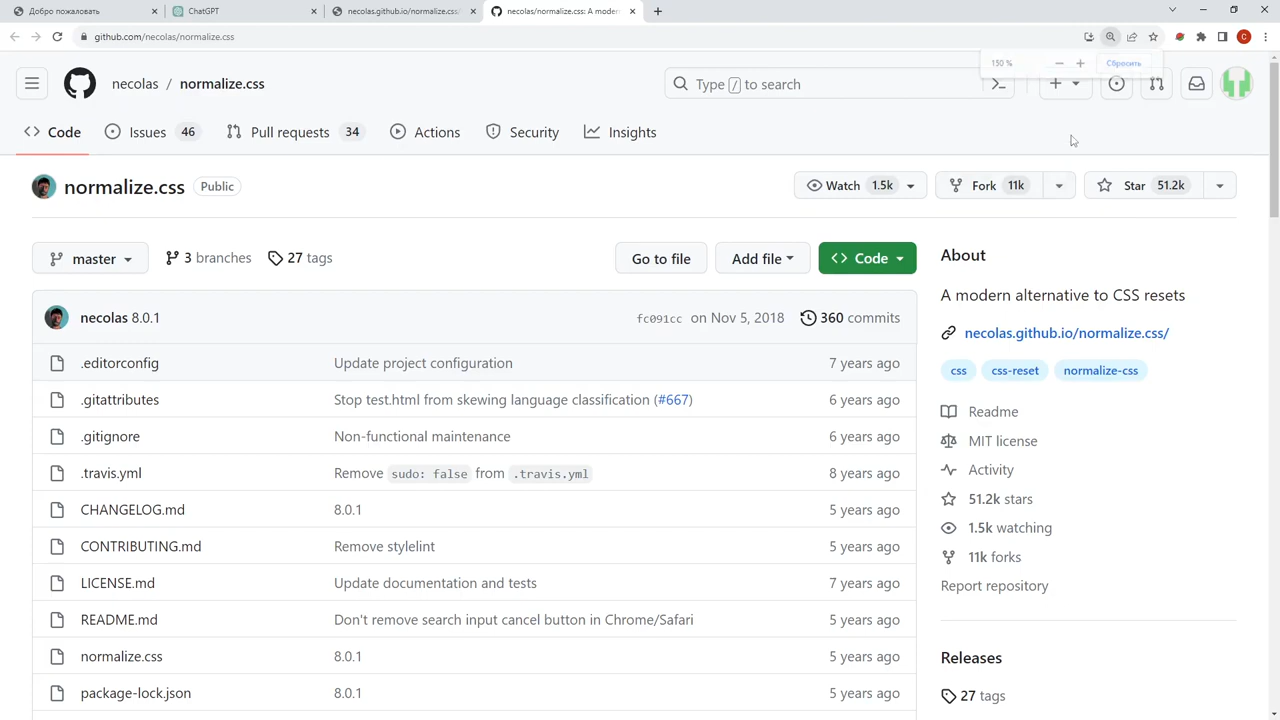 Добро пожаловать
ChatGPT
necolas.github.io/normalize.css/
necolas/normalize.css: A modern
github.com/necolas/normalize.css
150 %
Сбросить
necolas / normalize.css
Type / to search
Code
Issues 46
Pull requests 34
Actions
Security
Insights
normalize.css Public
Watch 1.5k
Fork 11k
Star 51.2k
master
3 branches
27 tags
Go to file
Add file
Code
necolas 8.0.1 fc091cc on Nov 5, 2018 360 commits
.editorconfig Update project configuration 7 years ago
.gitattributes Stop test.html from skewing language classification (#667) 6 years ago
.gitignore Non-functional maintenance 6 years ago
.travis.yml Remove sudo: false from .travis.yml 8 years ago
CHANGELOG.md 8.0.1 5 years ago
CONTRIBUTING.md Remove stylelint 5 years ago
LICENSE.md Update documentation and tests 7 years ago
README.md Don't remove search input cancel button in Chrome/Safari 5 years ago
normalize.css 8.0.1 5 years ago
package-lock.json 8.0.1 5 years ago
About
A modern alternative to CSS resets
necolas.github.io/normalize.css/
css css-reset normalize-css
Readme
MIT license
Activity
51.2k stars
1.5k watching
11k forks
Report repository
Releases
27 tags